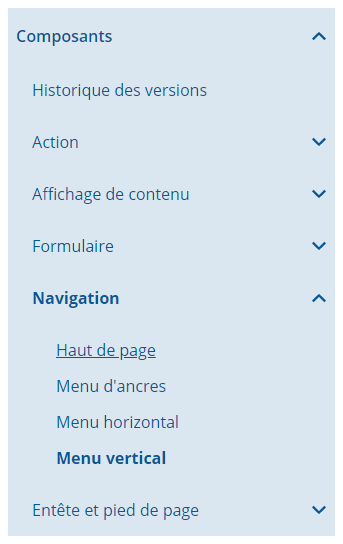 Composants
Historique des versions
Action
Affichage de contenu
Formulaire
Navigation
Haut de page
Menu d'ancres
Menu horizontal
Menu vertical
Entête et pied de page